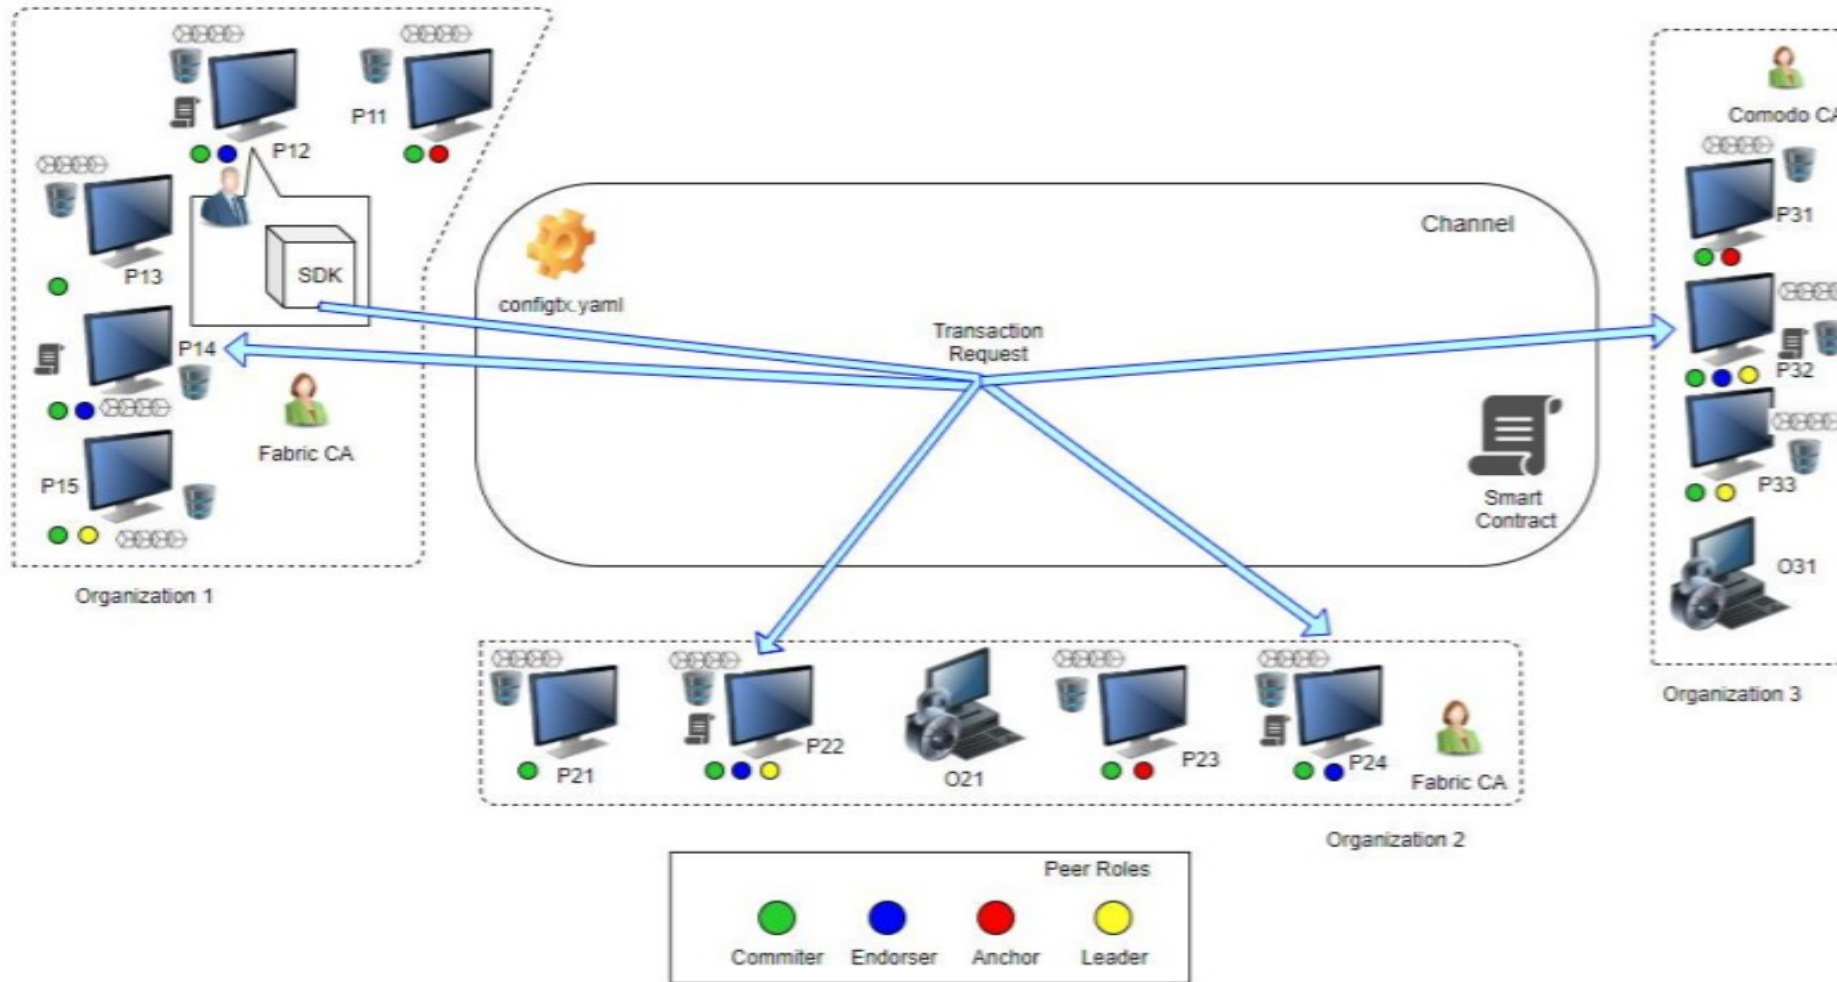 P12
P11
P13
SDK
P14
Fabric CA
P15
Organization 1
configtx.yaml
Channel
Transaction
Request
Smart
Contract
Comodo CA
P31
P32
P33
O31
Organization 3
P21
P22
O21
P23
P24
Fabric CA
Organization 2
Peer Roles
Commiter
Endorser
Anchor
Leader